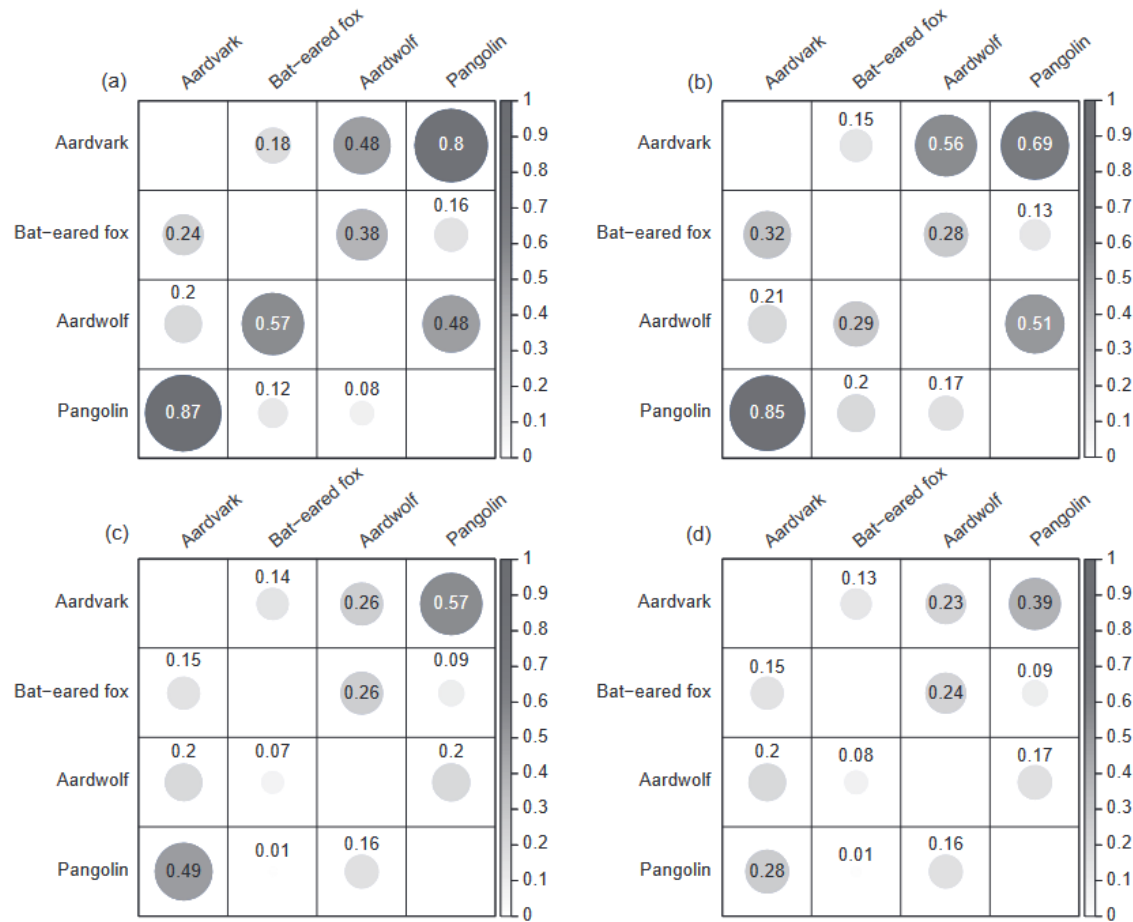 (a) Aardvark Bat−eared fox Aardwolf Pangolin
1
Aardvark 0.18 0.48 0.8
0.9
0.8
0.7
Bat−eared fox 0.24 0.38 0.16
0.6
0.5
Aardwolf 0.2 0.57 0.48
0.4
0.3
0.2
Pangolin 0.87 0.12 0.08
0.1
0
(b) Aardvark Bat−eared fox Aardwolf Pangolin
1
Aardvark 0.15 0.56 0.69
0.9
0.8
0.7
Bat−eared fox 0.32 0.28 0.13
0.6
0.5
Aardwolf 0.21 0.29 0.51
0.4
0.3
0.2
Pangolin 0.85 0.2 0.17
0.1
0
(c) Aardvark Bat−eared fox Aardwolf Pangolin
1
Aardvark 0.14 0.26 0.57
0.9
0.8
0.7
Bat−eared fox 0.15 0.26 0.09
0.6
0.5
Aardwolf 0.2 0.07 0.2
0.4
0.3
0.2
Pangolin 0.49 0.01 0.16
0.1
0
(d) Aardvark Bat−eared fox Aardwolf Pangolin
1
Aardvark 0.13 0.23 0.39
0.9
0.8
0.7
Bat−eared fox 0.15 0.24 0.09
0.6
0.5
Aardwolf 0.2 0.08 0.17
0.4
0.3
0.2
Pangolin 0.28 0.01 0.16
0.1
0